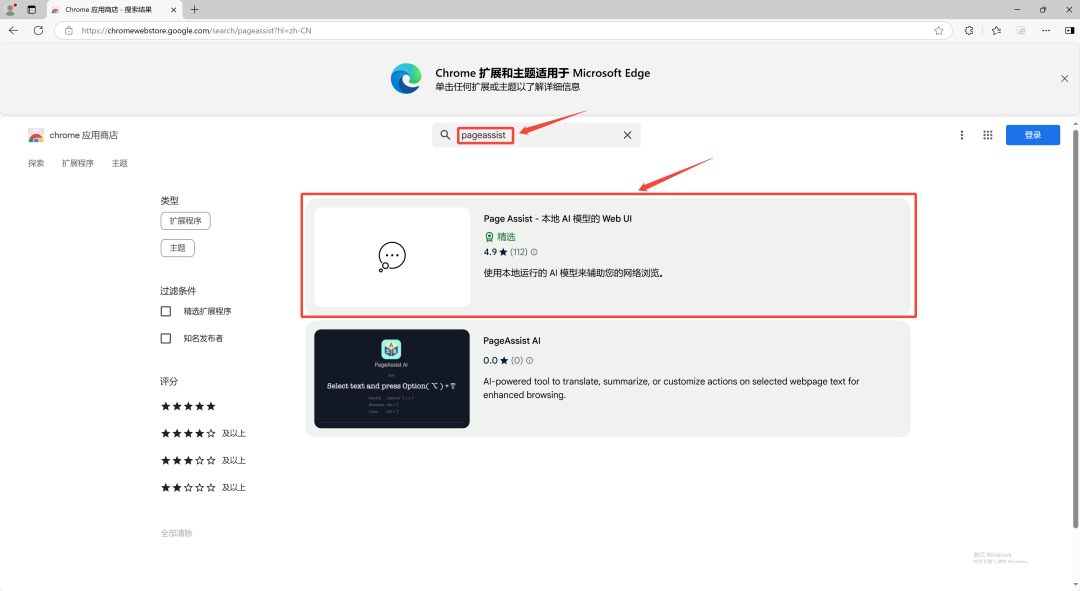 Chrome 应用商店 - 搜索结果
https://chromewebstore.google.com/search/pageassist?hl=zh-CN
Chrome 扩展和主题适用于 Microsoft Edge
单击任何扩展或主题以了解详细信息
chrome 应用商店
pageassist
登录
探索 扩展程序 主题
类型
扩展程序
主题
过滤条件
精选扩展程序
知名发布者
评分
及以上
及以上
及以上
全部清除
Page Assist - 本地 AI 模型的 Web UI
精选
4.9 ★ (112)
使用本地运行的 AI 模型来辅助您的网络浏览。
PageAssist AI
Select text and press Option( ⌥ ) + T
PageAssist AI
0.0 ★ (0)
AI-powered tool to translate, summarize, or customize actions on selected webpage text for
enhanced browsing.
激活 Windows